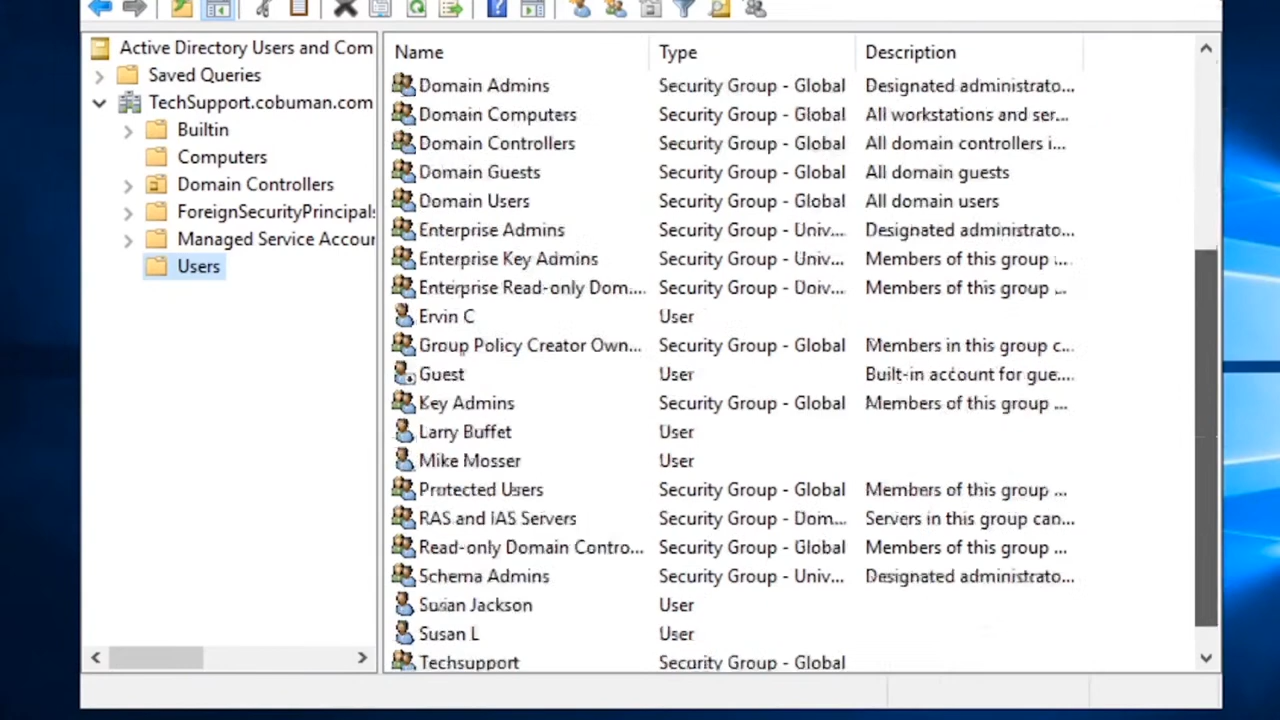 Active Directory Users and Com
Saved Queries
TechSupport.cobuman.com
Builtin
Computers
Domain Controllers
ForeignSecurityPrincipals
Managed Service Accour
Users
Name Type Description
Domain Admins Security Group - Global Designated administrato...
Domain Computers Security Group - Global All workstations and ser...
Domain Controllers Security Group - Global All domain controllers i...
Domain Guests Security Group - Global All domain guests
Domain Users Security Group - Global All domain users
Enterprise Admins Security Group - Univ... Designated administrato...
Enterprise Key Admins Security Group - Univ... Members of this group ...
Enterprise Read-only Dom... Security Group - Univ... Members of this group ...
Ervin C User
Group Policy Creator Own... Security Group - Global Members in this group c...
Guest User Built-in account for gue...
Key Admins Security Group - Global Members of this group ...
Larry Buffet User
Mike Mosser User
Protected Users Security Group - Global Members of this group ...
RAS and IAS Servers Security Group - Dom... Servers in this group can...
Read-only Domain Contro... Security Group - Global Members of this group ...
Schema Admins Security Group - Univ... Designated administrato...
Susan Jackson User
Susan L User
Techsupport Security Group - Global